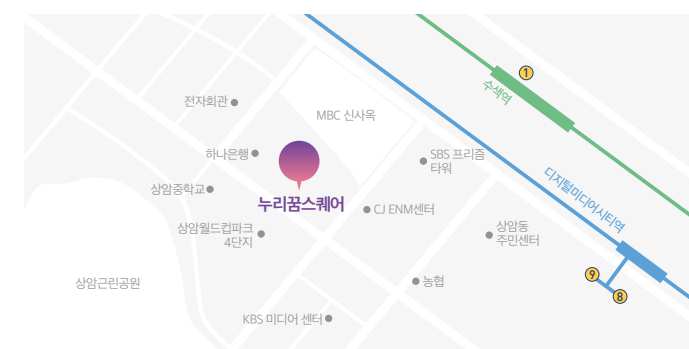 1
수색역
전자회관
MBC 신사옥
하나은행
SBS 프리즘
타워
디지털미디어시티역
상암중학교
누리꿈스퀘어
CJ ENM센터
상암월드컵파크
4단지
상암동
주민센터
9
8
상암근린공원
농협
KBS 미디어 센터